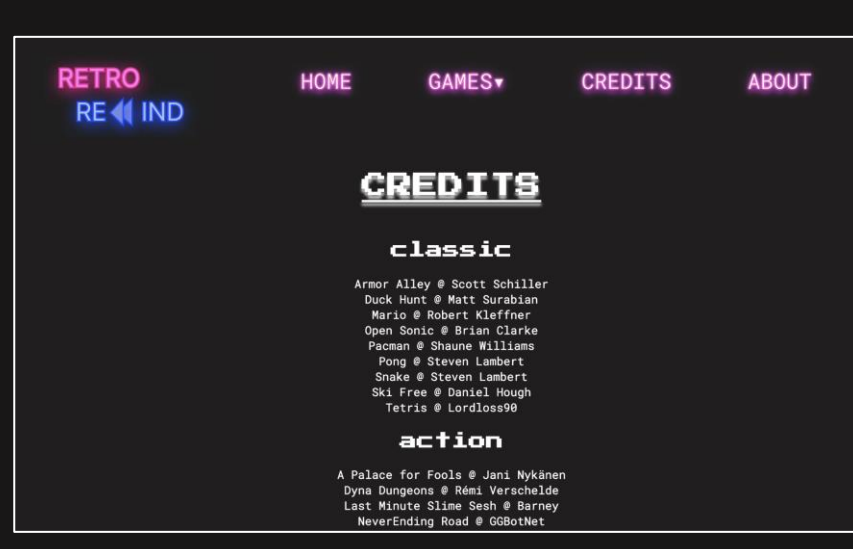 RETRO
RE IND
HOME GAMES▾ CREDITS ABOUT
CREDITS
classic
Armor Alley @ Scott Schiller
Duck Hunt @ Matt Surabian
Mario @ Robert Kleffner
Open Sonic @ Brian Clarke
Pacman @ Shaune Williams
Pong @ Steven Lambert
Snake @ Steven Lambert
Ski Free @ Daniel Hough
Tetris @ Lordloss90
action
A Palace for Fools @ Jani Nykänen
Dyna Dungeons @ Rémi Verschelde
Last Minute Slime Sesh @ Barney
NeverEnding Road @ GGBotNet